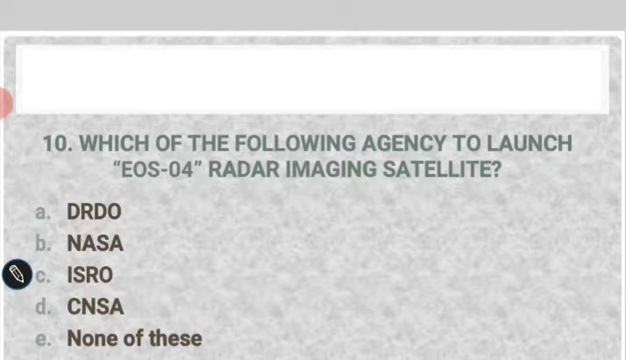 10. WHICH OF THE FOLLOWING AGENCY TO LAUNCH
“EOS-04” RADAR IMAGING SATELLITE?
a. DRDO
b. NASA
c. ISRO
d. CNSA
e. None of these